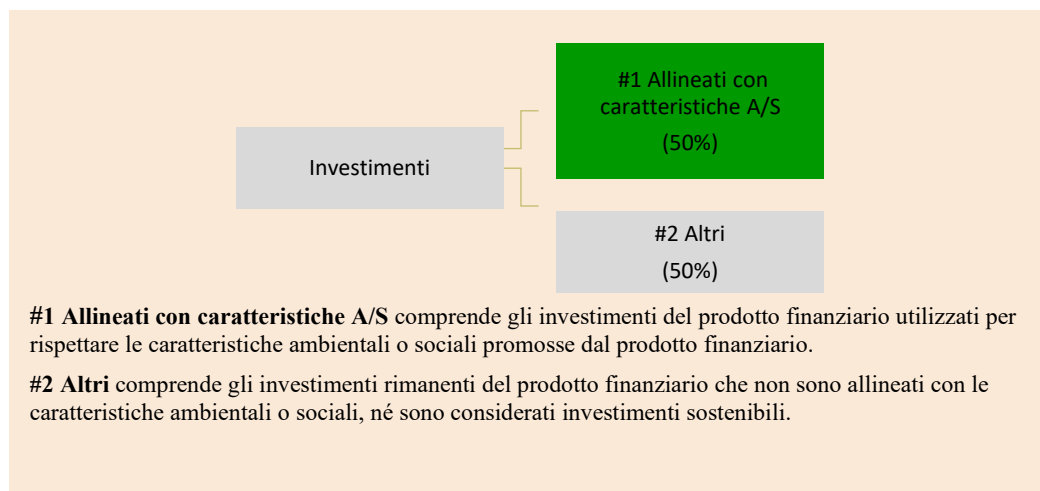 #1 Allineati con
caratteristiche A/S
(50%)
Investimenti
#2 Altri
(50%)
#1 Allineati con caratteristiche A/S comprende gli investimenti del prodotto finanziario utilizzati per
rispettare le caratteristiche ambientali o sociali promosse dal prodotto finanziario.
#2 Altri comprende gli investimenti rimanenti del prodotto finanziario che non sono allineati con le
caratteristiche ambientali o sociali, né sono considerati investimenti sostenibili.